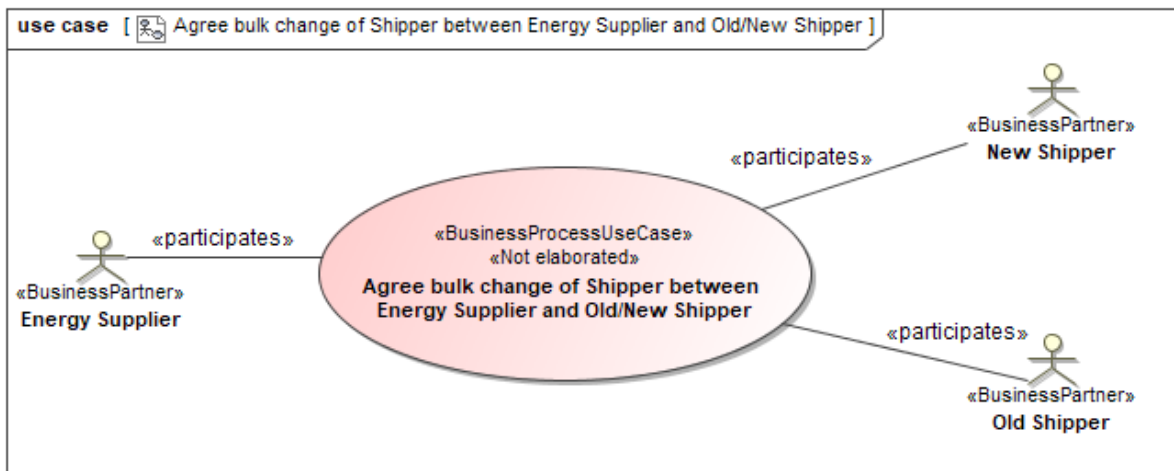 use case [ Agree bulk change of Shipper between Energy Supplier and Old/New Shipper ]
«BusinessPartner»
New Shipper
«participates»
«participates»
«BusinessPartner»
Energy Supplier
«BusinessProcessUseCase»
«Not elaborated»
Agree bulk change of Shipper between
Energy Supplier and Old/New Shipper
«participates»
«BusinessPartner»
Old Shipper